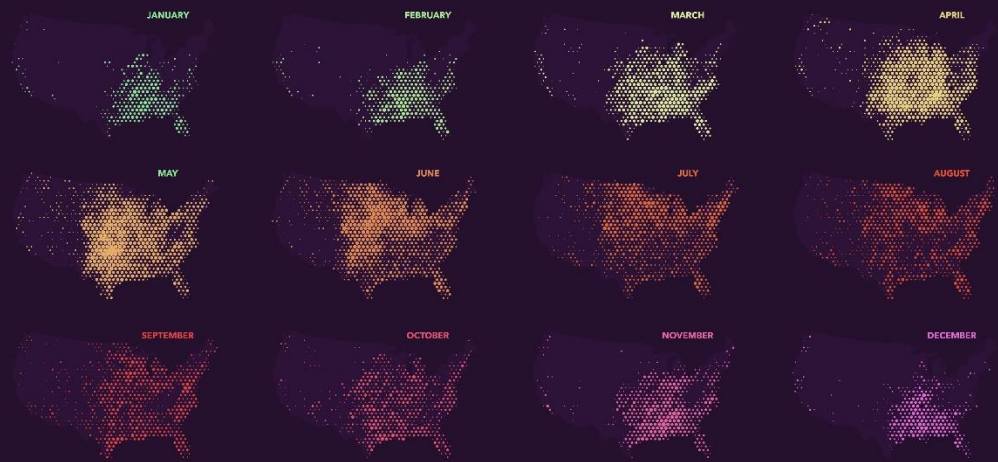 JANUARY
FEBRUARY
MARCH
APRIL
MAY
JUNE
JULY
AUGUST
SEPTEMBER
OCTOBER
NOVEMBER
DECEMBER